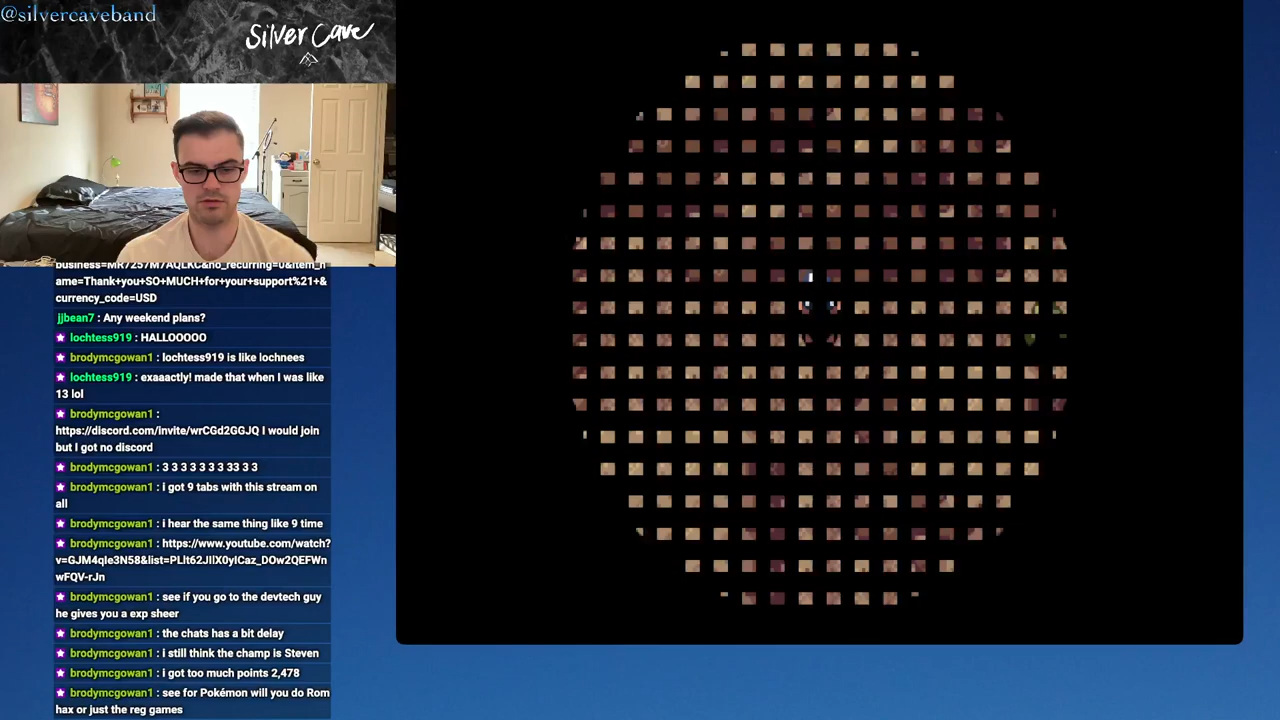 @silvercaveband
Silver Cave
business=MR7257M7AQLKC&no_recurring=0&item_n
ame=Thank+you+SO+MUCH+for+your+support%21+&
currency_code=USD
jjbean7 : Any weekend plans?
lochtess919 : HALLOOOOO
brodymcgowan1 : lochtess919 is like lochnees
lochtess919 : exaaactly! made that when I was like
13 lol
brodymcgowan1 :
https://discord.com/invite/wrCGd2GGJQ I would join
but I got no discord
brodymcgowan1 : 3 3 3 3 3 3 3 33 3 3
brodymcgowan1 : i got 9 tabs with this stream on
all
brodymcgowan1 : i hear the same thing like 9 time
brodymcgowan1 : https://www.youtube.com/watch?
v=GJM4qIe3N58&list=PLIt62JIlX0yICaz_DOw2QEFWn
wFQV-rJn
brodymcgowan1 : see if you go to the devtech guy
he gives you a exp sheer
brodymcgowan1 : the chats has a bit delay
brodymcgowan1 : i still think the champ is Steven
brodymcgowan1 : i got too much points 2,478
brodymcgowan1 : see for Pokémon will you do Rom
hax or just the reg games